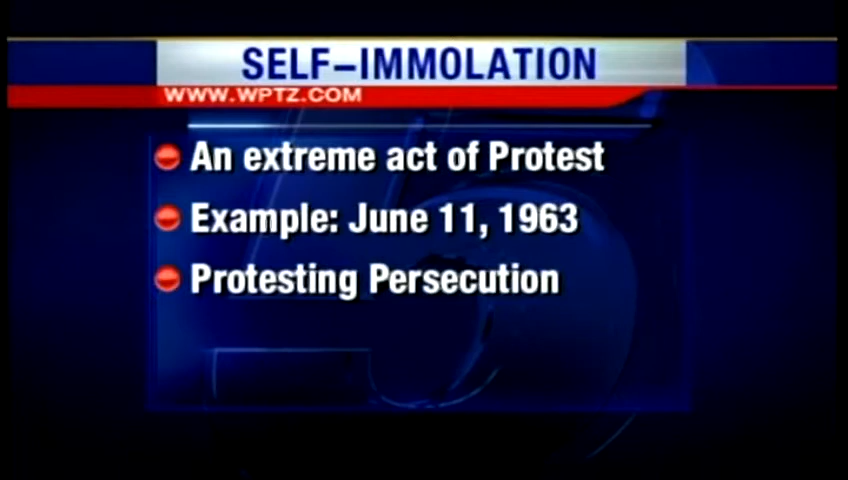 SELF-IMMOLATION
WWW.WPTZ.COM
An extreme act of Protest
Example: June 11, 1963
Protesting Persecution